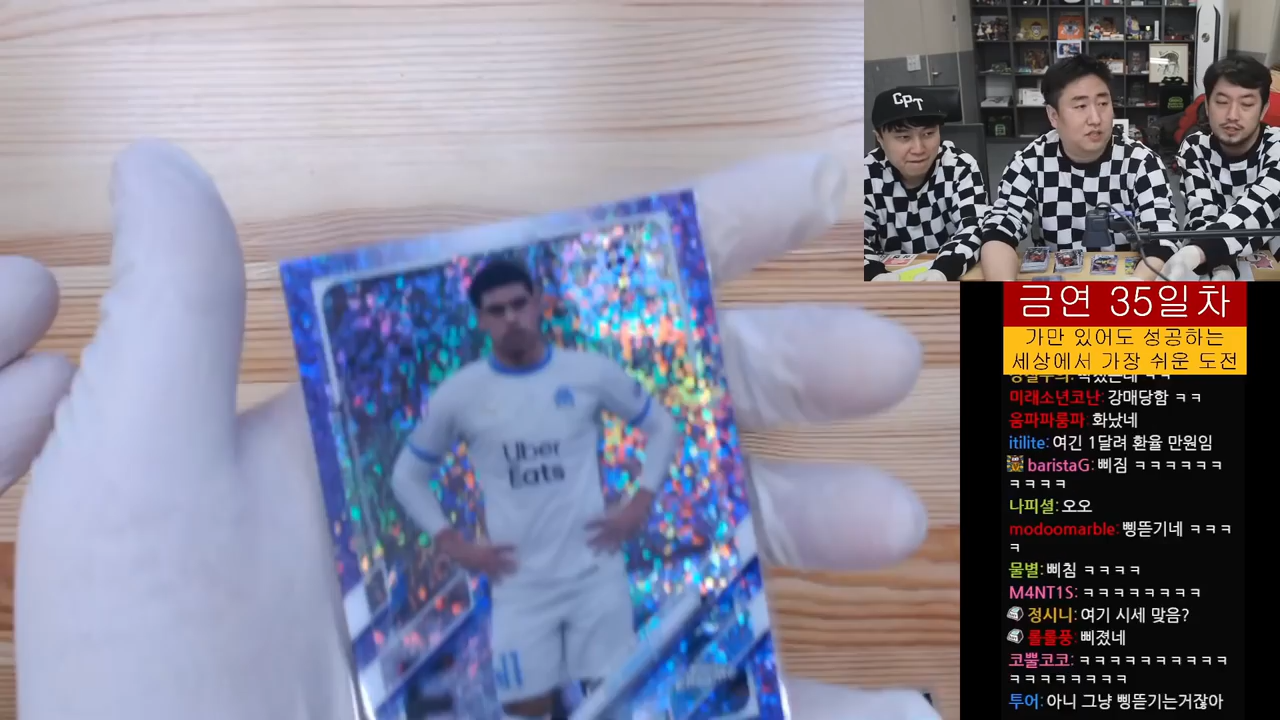 CPT
Uber
Eats
금연 35일차
가만 있어도 성공하는
세상에서 가장 쉬운 도전
미래소년코난: 강매당함 ㅋㅋ
음파파룸파: 화났네
itilite: 여긴 1달려 환율 만원임
baristaG: 삐짐 ㅋㅋㅋㅋㅋㅋ
ㅋㅋㅋㅋ
나피셜: 오오
modoomarble: 삥뜯기네 ㅋㅋㅋ
ㅋ
물별: 삐침 ㅋㅋㅋㅋ
M4NT1S: ㅋㅋㅋㅋㅋㅋㅋㅋ
정시니: 여기 시세 맞음?
롤롤풍: 삐졌네
코뿔코코: ㅋㅋㅋㅋㅋㅋㅋㅋㅋㅋ
ㅋㅋㅋㅋㅋㅋㅋㅋ
투어: 아니 그냥 삥뜯기는거잖아